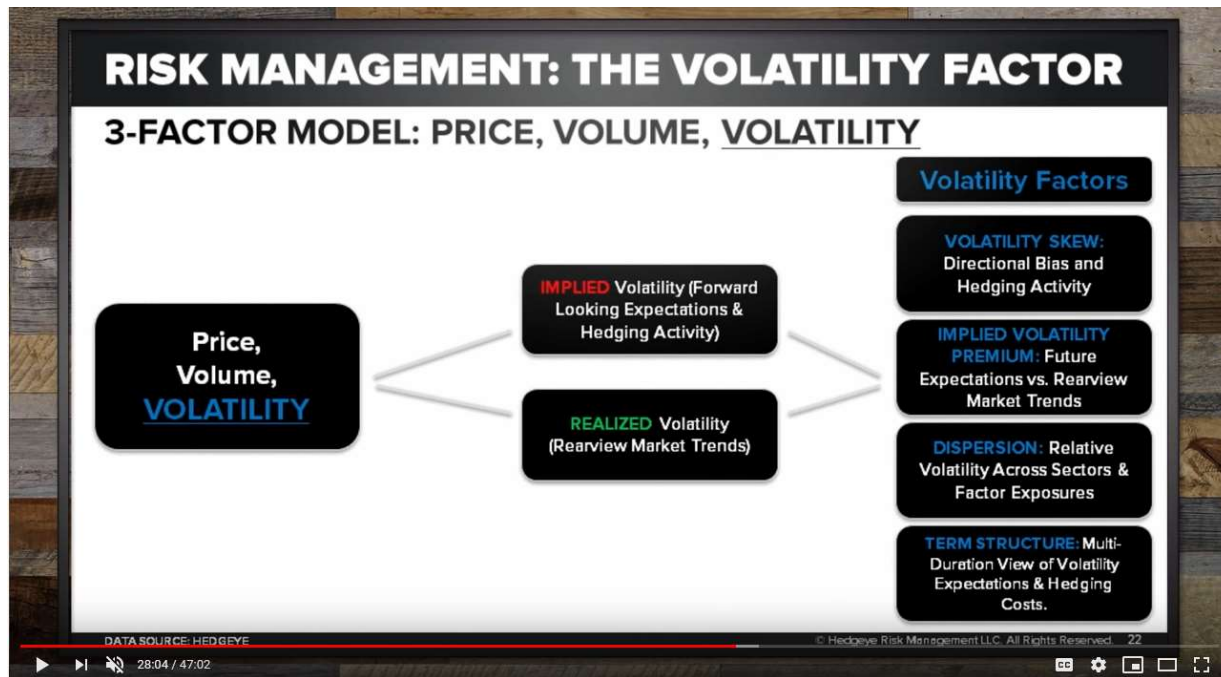 RISK MANAGEMENT: THE VOLATILITY FACTOR
3-FACTOR MODEL: PRICE, VOLUME, VOLATILITY
Price,
Volume,
VOLATILITY
IMPLIED Volatility (Forward
Looking Expectations &
Hedging Activity)
REALIZED Volatility
(Rearview Market Trends)
Volatility Factors
VOLATILITY SKEW:
Directional Bias and
Hedging Activity
IMPLIED VOLATILITY
PREMIUM: Future
Expectations vs. Rearview
Market Trends
DISPERSION: Relative
Volatility Across Sectors &
Factor Exposures
TERM STRUCTURE: Multi-
Duration View of Volatility
Expectations & Hedging
Costs.
DATA SOURCE: HEDGEYE
© Hedgeye Risk Management LLC. All Rights Reserved. 22
28:04 / 47:02
CC